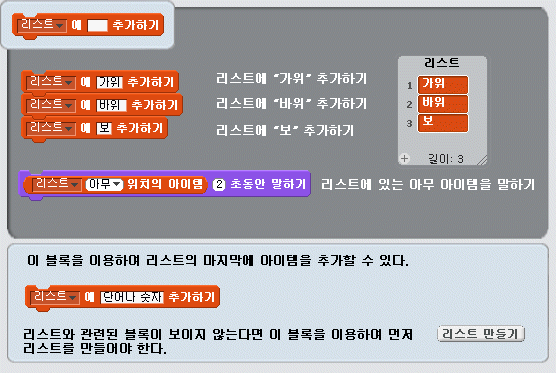 리스트 에 추가하기
리스트
리스트 에 가위 추가하기 리스트에 “가위” 추가하기 1 가위
리스트 에 바위 추가하기 리스트에 “바위” 추가하기 2 바위
리스트 에 보 추가하기 리스트에 “보” 추가하기 3 보
+ 길이: 3
리스트 아무 위치의 아이템 2 초동안 말하기 리스트에 있는 아무 아이템을 말하기
이 블록을 이용하여 리스트의 마지막에 아이템을 추가할 수 있다.
리스트 에 단어나 숫자 추가하기
리스트와 관련된 블록이 보이지 않는다면 이 블록을 이용하여 먼저 리스트 만들기
리스트를 만들어야 한다.